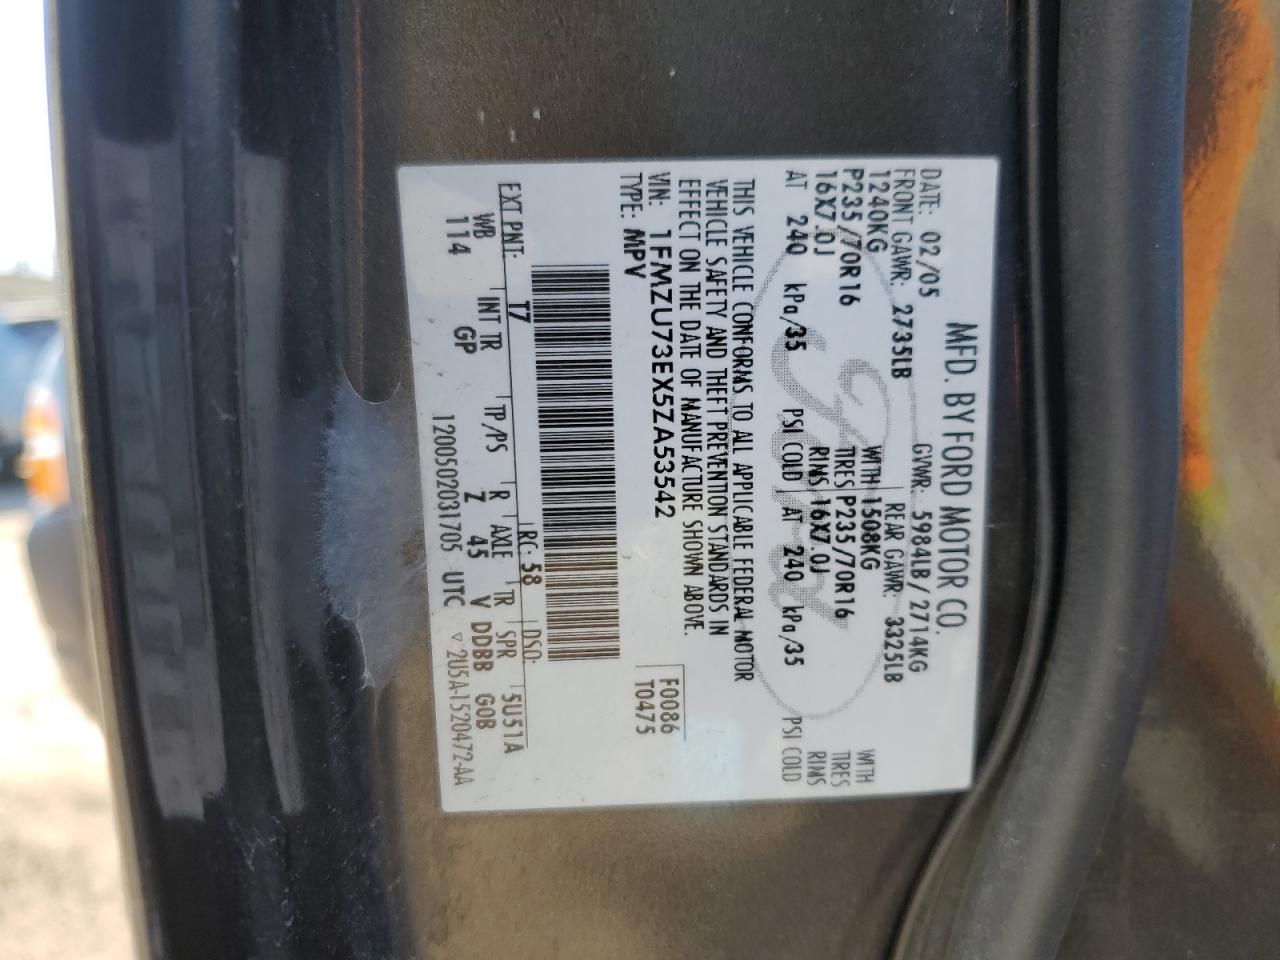 MFD. BY FORD MOTOR CO.
DATE: 02/05 GVWR: 5984LB/2714KG
FRONT GAWR: 2735LB REAR GAWR: 3325LB
1240KG WITH 1508KG WITH
P235/70R16 TIRES P235/70R16 TIRES
16X7.0J RIMS 16X7.0J RIMS
AT 240 kPa/35 PSI COLD AT 240 kPa/35 PSI COLD
THIS VEHICLE CONFORMS TO ALL APPLICABLE FEDERAL MOTOR
VEHICLE SAFETY AND THEFT PREVENTION STANDARDS IN
EFFECT ON THE DATE OF MANUFACTURE SHOWN ABOVE.
VIN: 1FMZU73EX5ZA53542 F0086
TYPE: MPV T0475
EXT PNT: T7 RC: 58 DSO:
WB INT TR TP/PS R AXLE TR SPR 5U51A
114 GP Z 45 V DDBB GOB
1200502031705 UTC ▽ 2U5A-1520472-AA